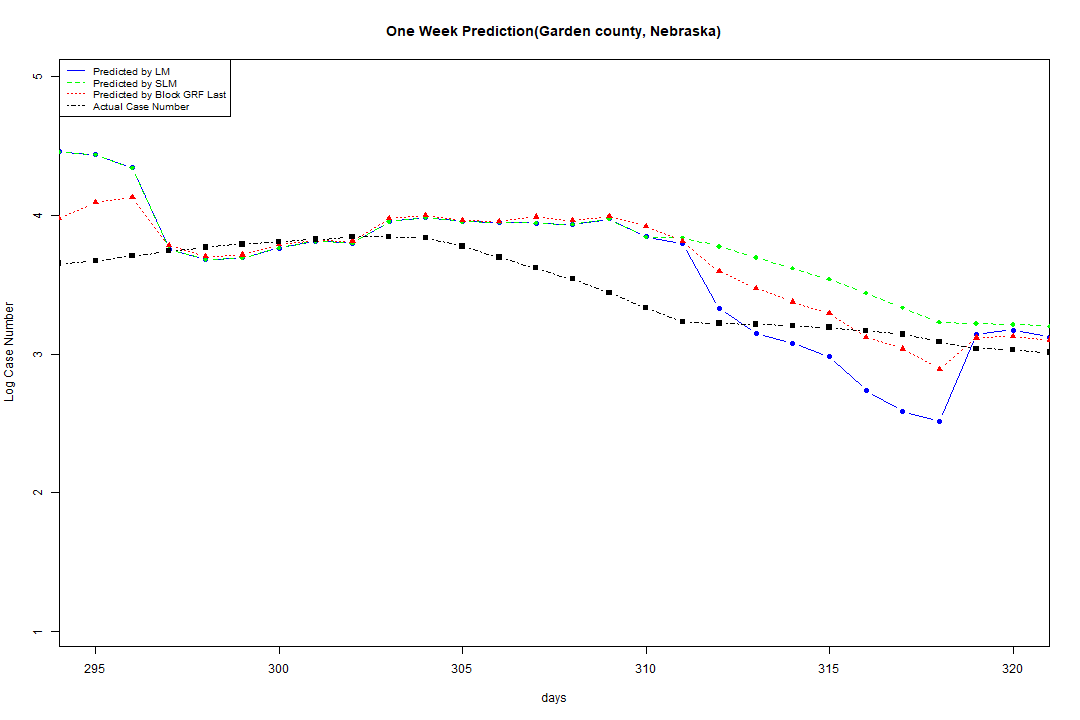 One Week Prediction(Garden county, Nebraska)
Predicted by LM
Predicted by SLM
Predicted by Block GRF Last
Actual Case Number
5
4
3
2
1
Log Case Number
295 300 305 310 315 320
days